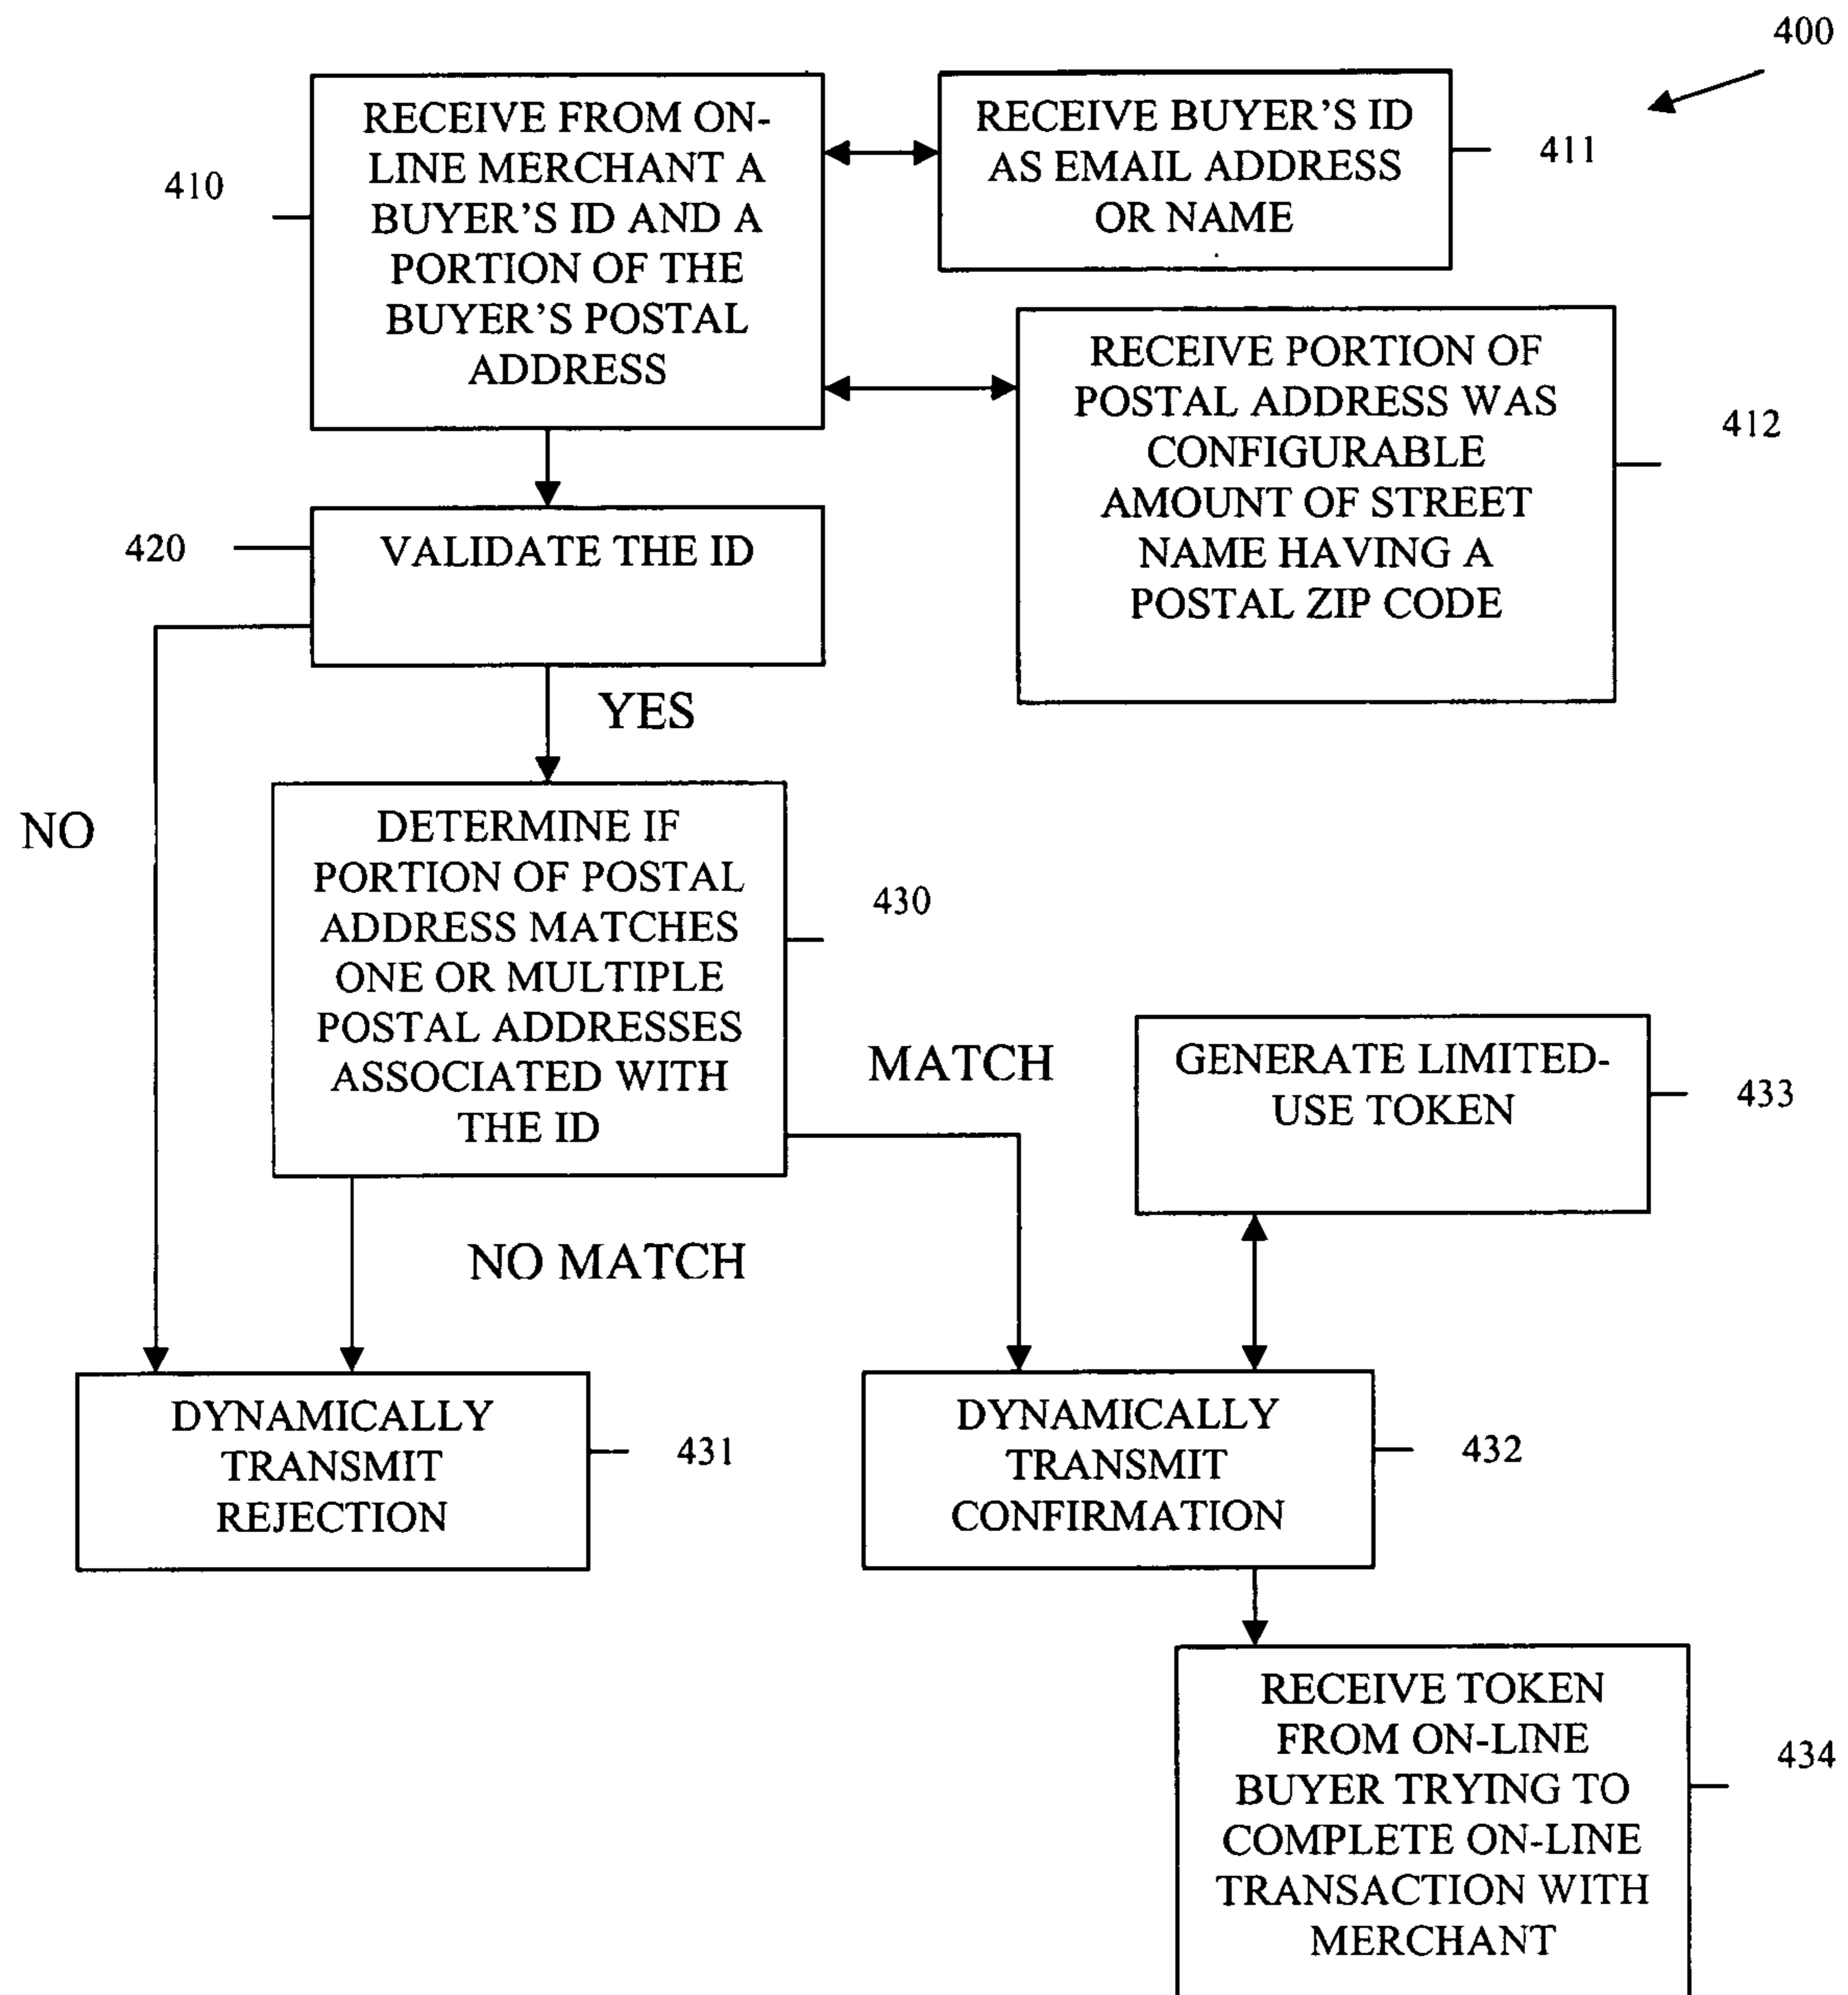 400
RECEIVE FROM ON-
LINE MERCHANT A
BUYER'S ID AND A
PORTION OF THE
BUYER'S POSTAL
ADDRESS
410
RECEIVE BUYER'S ID
AS EMAIL ADDRESS
OR NAME
411
RECEIVE PORTION OF
POSTAL ADDRESS WAS
CONFIGURABLE
AMOUNT OF STREET
NAME HAVING A
POSTAL ZIP CODE
412
420
VALIDATE THE ID
YES
NO
DETERMINE IF
PORTION OF POSTAL
ADDRESS MATCHES
ONE OR MULTIPLE
POSTAL ADDRESSES
ASSOCIATED WITH
THE ID
430
MATCH
GENERATE LIMITED-
USE TOKEN
433
NO MATCH
DYNAMICALLY
TRANSMIT
REJECTION
431
DYNAMICALLY
TRANSMIT
CONFIRMATION
432
RECEIVE TOKEN
FROM ON-LINE
BUYER TRYING TO
COMPLETE ON-LINE
TRANSACTION WITH
MERCHANT
434